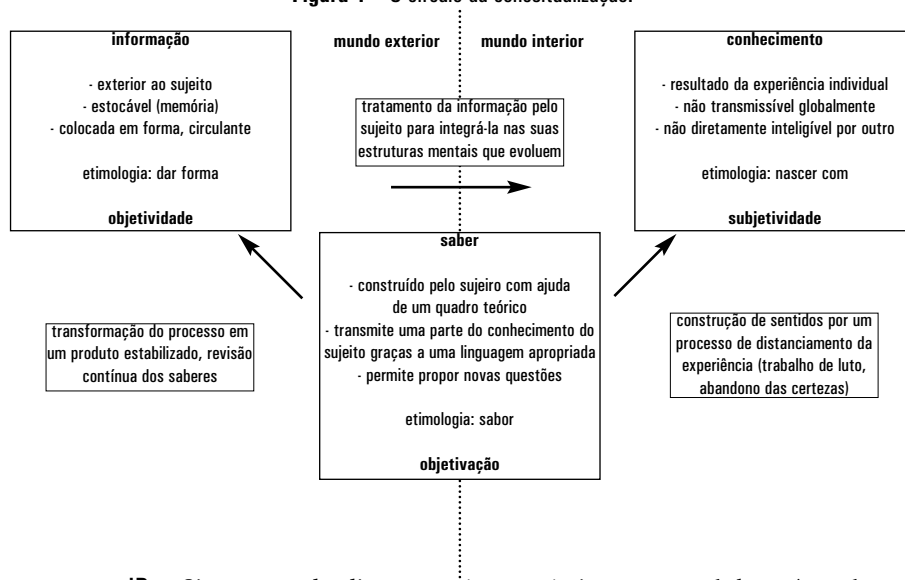 Figura 1 – O círculo da conceitualização.
informação
- exterior ao sujeito
- estocável (memória)
- colocada em forma, circulante
etimologia: dar forma
objetividade
mundo exterior
mundo interior
tratamento da informação pelo
sujeito para integrá-la nas suas
estruturas mentais que evoluem
conhecimento
- resultado da experiência individual
- não transmissível globalmente
- não diretamente inteligível por outro
etimologia: nascer com
subjetividade
saber
- construído pelo sujeiro com ajuda
de um quadro teórico
- transmite uma parte do conhecimento do
sujeito graças a uma linguagem apropriada
- permite propor novas questões
etimologia: sabor
objetivação
transformação do processo em
um produto estabilizado, revisão
contínua dos saberes
construção de sentidos por um
processo de distanciamento da
experiência (trabalho de luto,
abandono das certezas)